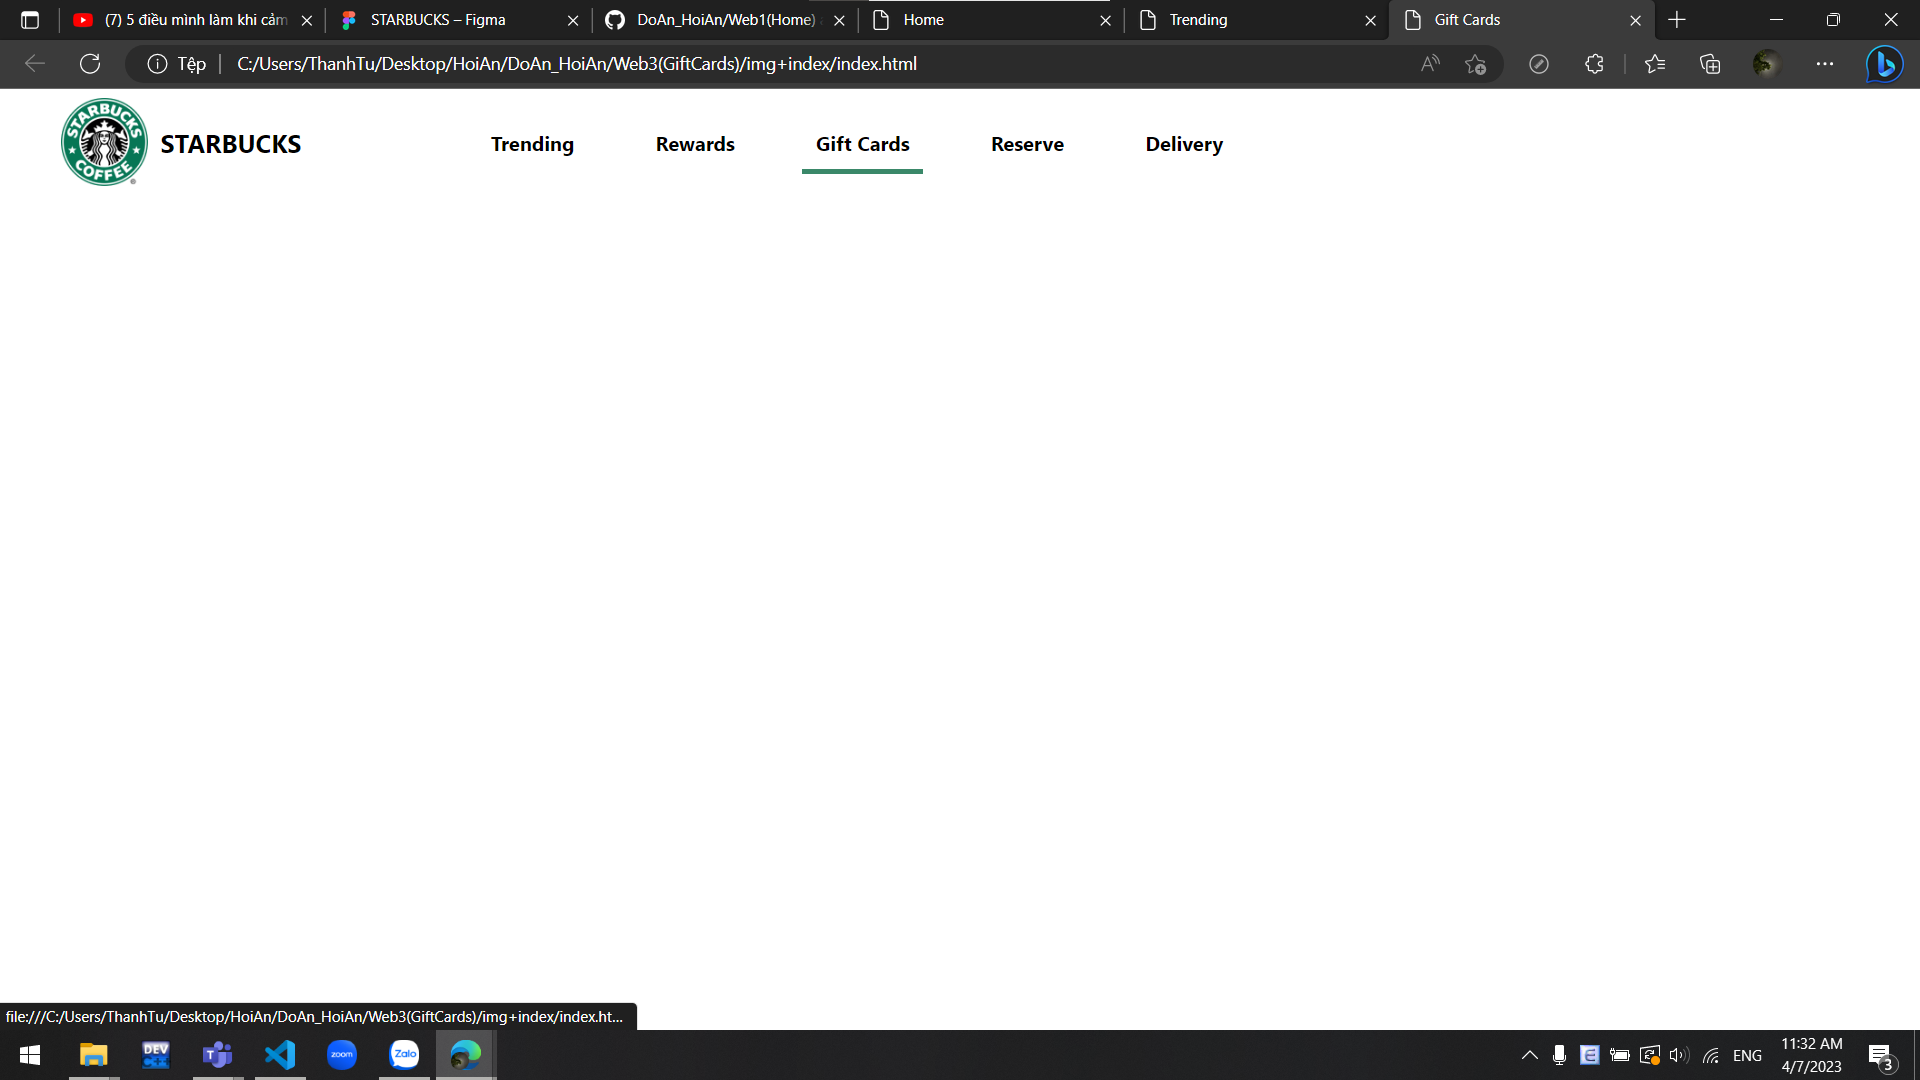 (7) 5 điều mình làm khi cảm
STARBUCKS – Figma
DoAn_HoiAn/Web1(Home)
Home
Trending
Gift Cards
Tệp
C:/Users/ThanhTu/Desktop/HoiAn/DoAn_HoiAn/Web3(GiftCards)/img+index/index.html
STARBUCKS
COFFEE
STARBUCKS
Trending
Rewards
Gift Cards
Reserve
Delivery
file:///C:/Users/ThanhTu/Desktop/HoiAn/DoAn_HoiAn/Web3(GiftCards)/img+index/index.ht...
DEV
C++
T
zoom
Zalo
E
ENG
11:32 AM
4/7/2023
3